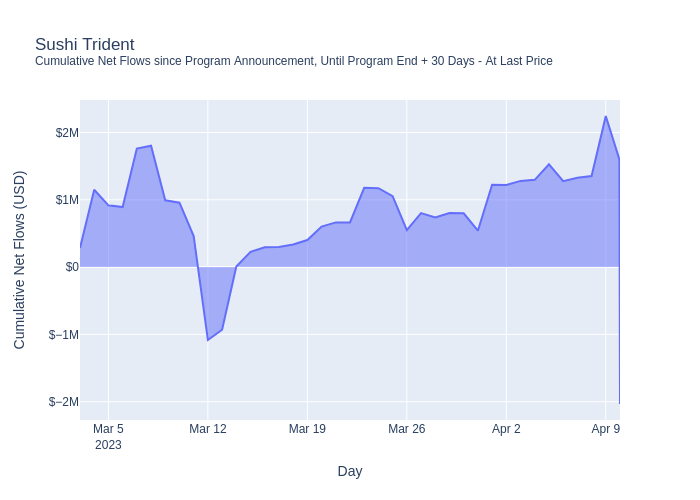 Sushi Trident
Cumulative Net Flows since Program Announcement, Until Program End + 30 Days - At Last Price
$2M
$1M
$0
$−1M
$−2M
Cumulative Net Flows (USD)
Mar 5
2023
Mar 12
Mar 19
Mar 26
Apr 2
Apr 9
Day